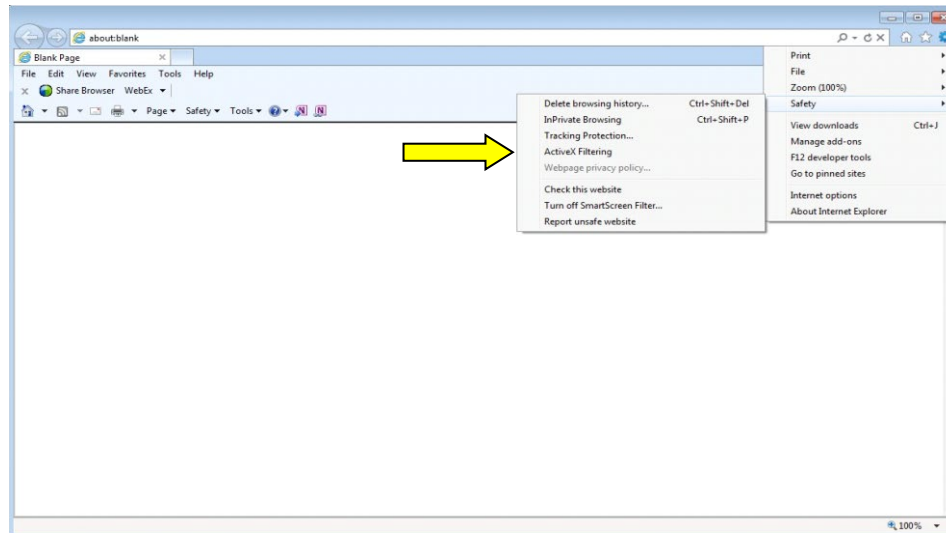 about:blank
Blank Page
File Edit View Favorites Tools Help
x Share Browser WebEx
Page Safety Tools
Print
File
Zoom (100%)
Safety
View downloads Ctrl+J
Manage add-ons
F12 developer tools
Go to pinned sites
Internet options
About Internet Explorer
Delete browsing history... Ctrl+Shift+Del
InPrivate Browsing Ctrl+Shift+P
Tracking Protection...
ActiveX Filtering
Webpage privacy policy...
Check this website
Turn off SmartScreen Filter...
Report unsafe website
100%